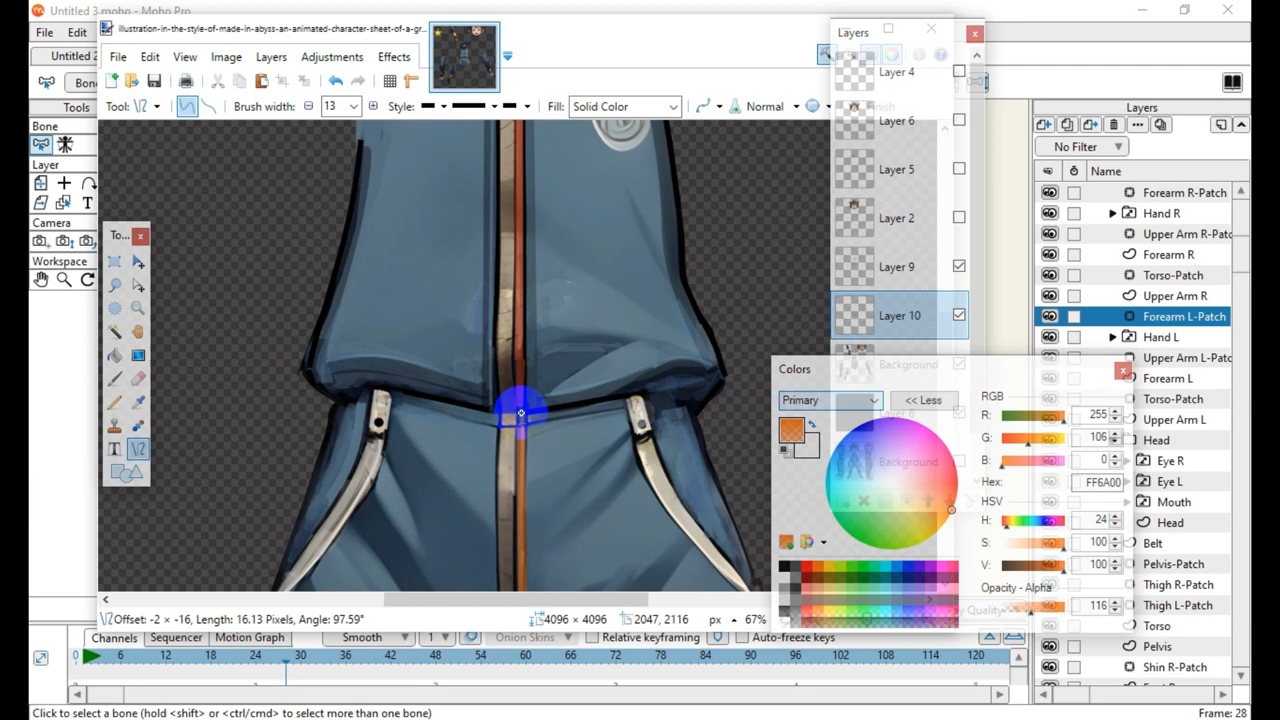 Untitled 3.moho - Moho Pro
File Edit
illustration-in-the-style-of-made-in-abyss-an-animated-character-sheet-of-a-gr...
Untitled 2
File Edit View Image Layers Adjustments Effects
Tool: Brush width: 13 Style: Fill: Solid Color Normal Finish
Tools
Bone
Layer
Camera
Workspace
To...
Layers
Layer 4
Layer 6
Layer 5
Layer 2
Layer 9
Layer 10
Background
Layer 6
Background
Colors
Primary << Less
RGB
R: 255
G: 106
B: 0
Hex: FF6A00
HSV
H: 24
S: 100
V: 100
Opacity - Alpha
116
Layers
No Filter
Name
Forearm R-Patch
Hand R
Upper Arm R-Patc
Forearm R
Torso-Patch
Upper Arm R
Forearm L-Patch
Hand L
Upper Arm L-Patc
Forearm L
Torso-Patch
Upper Arm L
Head
Eye R
Eye L
Mouth
Head
Belt
Pelvis-Patch
Thigh R-Patch
Thigh L-Patch
Torso
Pelvis
Shin R-Patch
Offset: -2 × -16, Length: 16.13 Pixels, Angle: 97.59° 4096 × 4096 2047, 2116 px 67%
Channels Sequencer Motion Graph Smooth 1 Onion Skins Relative keyframing Auto-freeze keys
0 6 12 18 24 30 36 42 48 54 60 66 72 78 84 90 96 102 108 114 120
Click to select a bone (hold <shift> or <ctrl/cmd> to select more than one bone) Frame: 28